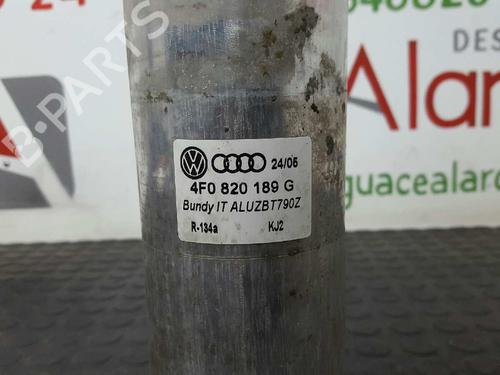 DES
Alar
guacealaro
24/05
4F0 820 189 G
Bundy IT ALUZBT790Z
R-134a KJ2
B-PARTS